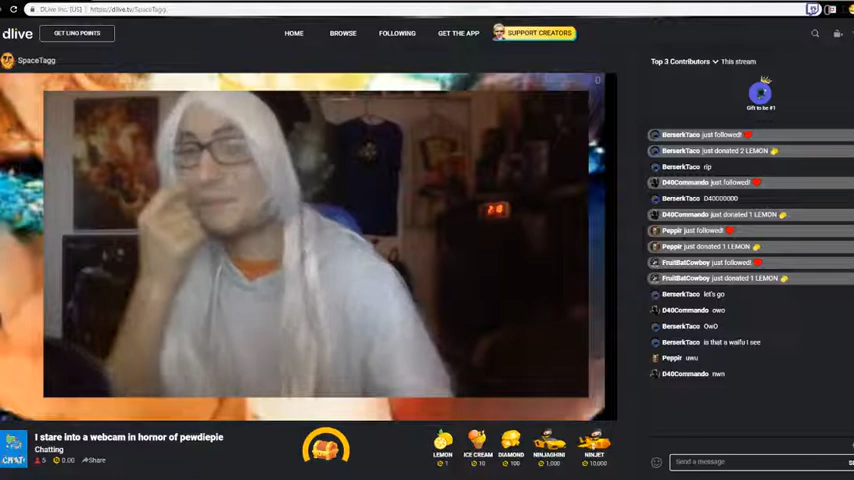 DLive Inc. [US] | https://dlive.tv/SpaceTagg
dlive
GET LINO POINTS
HOME
BROWSE
FOLLOWING
GET THE APP
SUPPORT CREATORS
SpaceTagg
0
Top 3 Contributors This stream
Gift to be #1
BerserkTaco just followed!
BerserkTaco just donated 2 LEMON
BerserkTaco rip
D40Commando just followed!
BerserkTaco D40000000
D40Commando just donated 1 LEMON
Peppir just followed!
Peppir just donated 1 LEMON
FruitBatCowboy just followed!
FruitBatCowboy just donated 1 LEMON
BerserkTaco let's go
D40Commando owo
BerserkTaco OwO
BerserkTaco is that a waifu I see
Peppir uwu
D40Commando nwn
I stare into a webcam in hornor of pewdiepie
Chatting
5 0.00 Share
LEMON
1
ICE CREAM
10
DIAMOND
100
NINJAGHINI
1,000
NINJET
10,000
Send a message